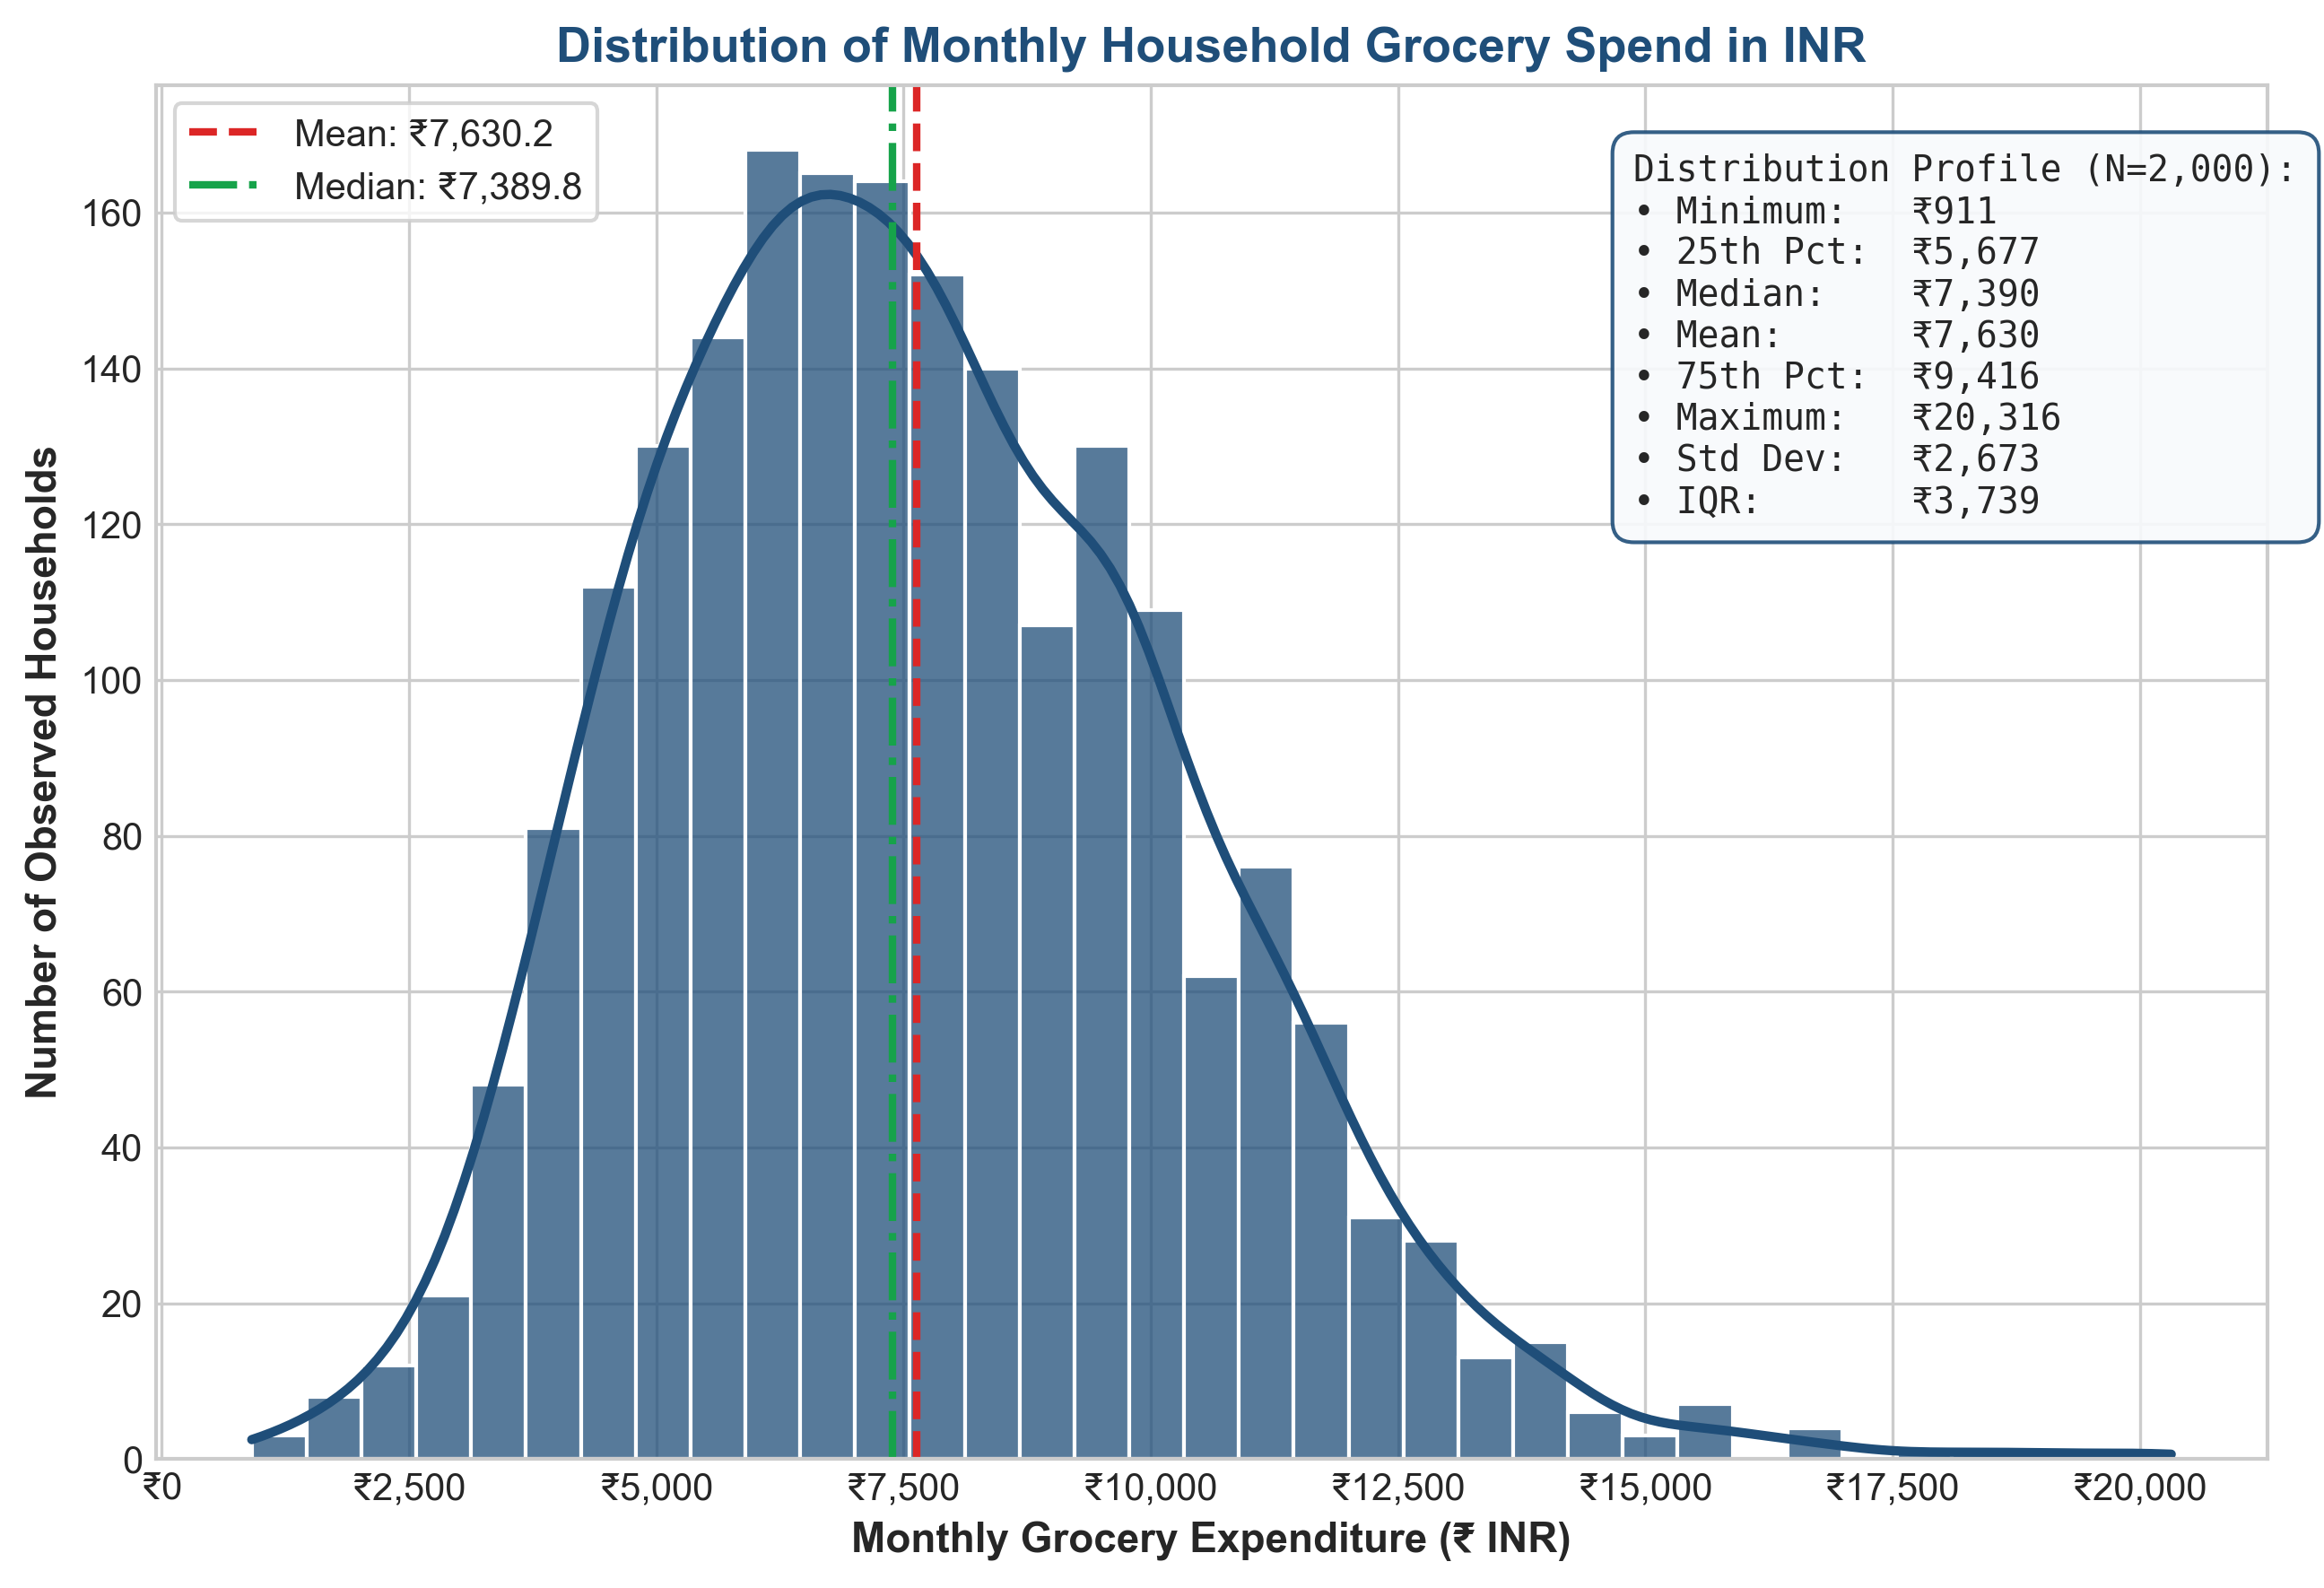 Distribution of Monthly Household Grocery Spend in INR
Mean: ₹7,630.2
Median: ₹7,389.8
Distribution Profile (N=2,000):
• Minimum: ₹911
• 25th Pct: ₹5,677
• Median: ₹7,390
• Mean: ₹7,630
• 75th Pct: ₹9,416
• Maximum: ₹20,316
• Std Dev: ₹2,673
• IQR: ₹3,739
Number of Observed Households
160
140
120
100
80
60
40
20
0
₹0 ₹2,500 ₹5,000 ₹7,500 ₹10,000 ₹12,500 ₹15,000 ₹17,500 ₹20,000
Monthly Grocery Expenditure (₹ INR)